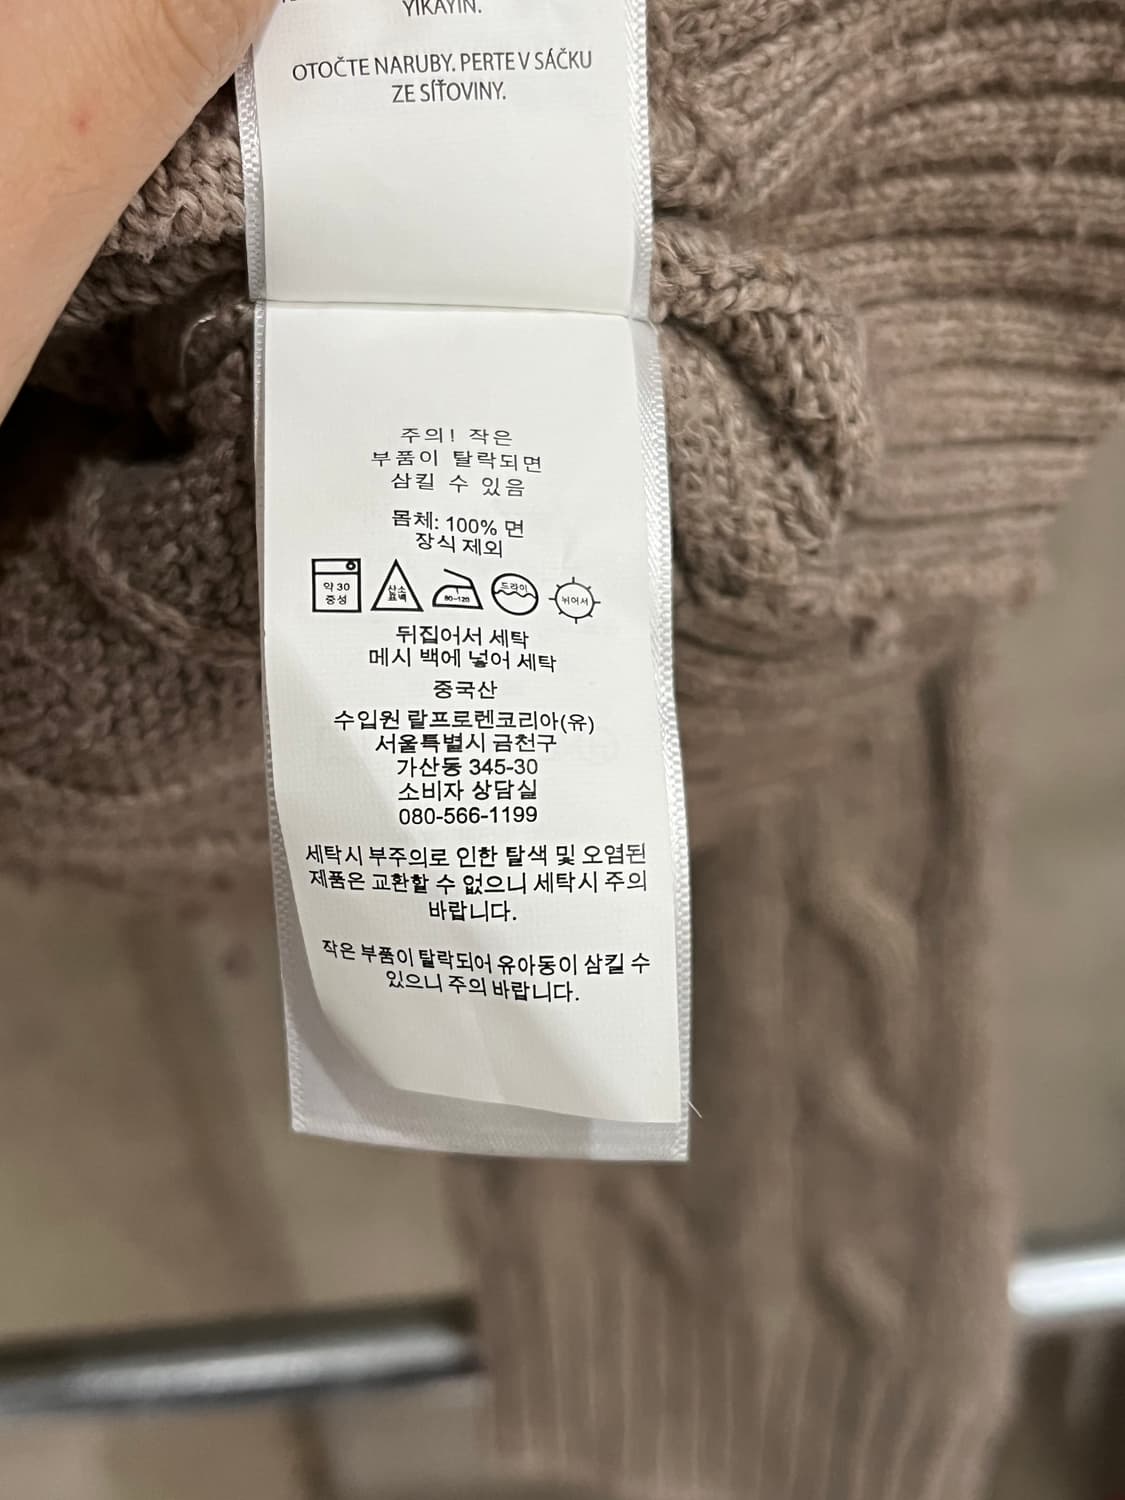 YIKAYIN.
OTOČTE NARUBY. PERTE V SÁČKU
ZE SÍŤOVINY.
주의! 작은
부품이 탈락되면
삼킬 수 있음
몸체: 100% 면
장식 제외
약 30
중성
산소
표백
80~120
드라이
뉘어서
뒤집어서 세탁
메시 백에 넣어 세탁
중국산
수입원 랄프로렌코리아(유)
서울특별시 금천구
가산동 345-30
소비자 상담실
080-566-1199
세탁시 부주의로 인한 탈색 및 오염된
제품은 교환할 수 없으니 세탁시 주의
바랍니다.
작은 부품이 탈락되어 유아동이 삼킬 수
있으니 주의 바랍니다.